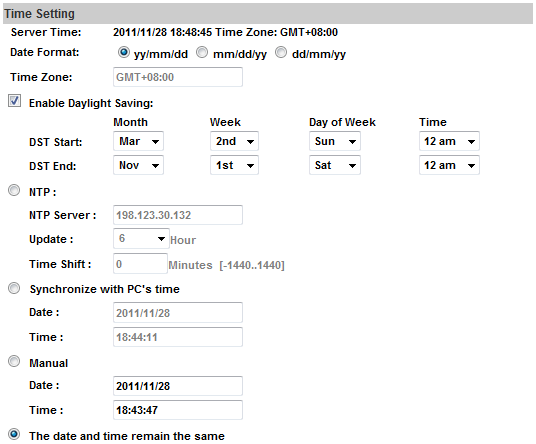 Time Setting
Server Time: 2011/11/28 18:48:45 Time Zone: GMT+08:00
Date Format: yy/mm/dd mm/dd/yy dd/mm/yy
Time Zone: GMT+08:00
Enable Daylight Saving:
Month Week Day of Week Time
DST Start: Mar 2nd Sun 12 am
DST End: Nov 1st Sat 12 am
NTP :
NTP Server : 198.123.30.132
Update : 6 Hour
Time Shift : 0 Minutes [-1440..1440]
Synchronize with PC's time
Date : 2011/11/28
Time : 18:44:11
Manual
Date : 2011/11/28
Time : 18:43:47
The date and time remain the same